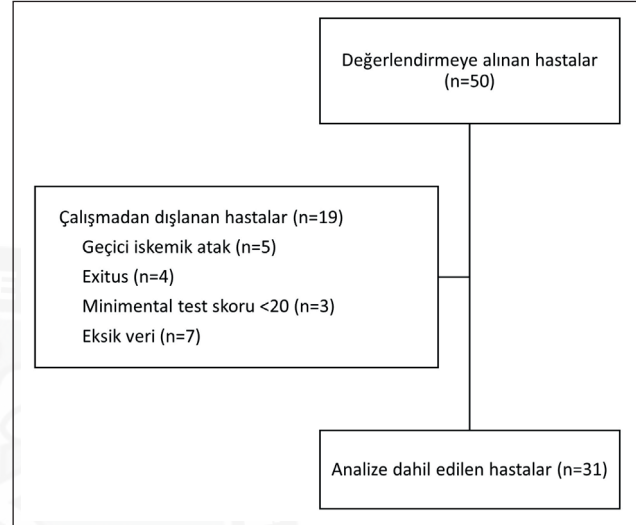 Değerlendirmeye alınan hastalar
(n=50)
Çalışmadan dışlanan hastalar (n=19)
Geçici iskemik atak (n=5)
Exitus (n=4)
Minimental test skoru <20 (n=3)
Eksik veri (n=7)
Analize dahil edilen hastalar (n=31)